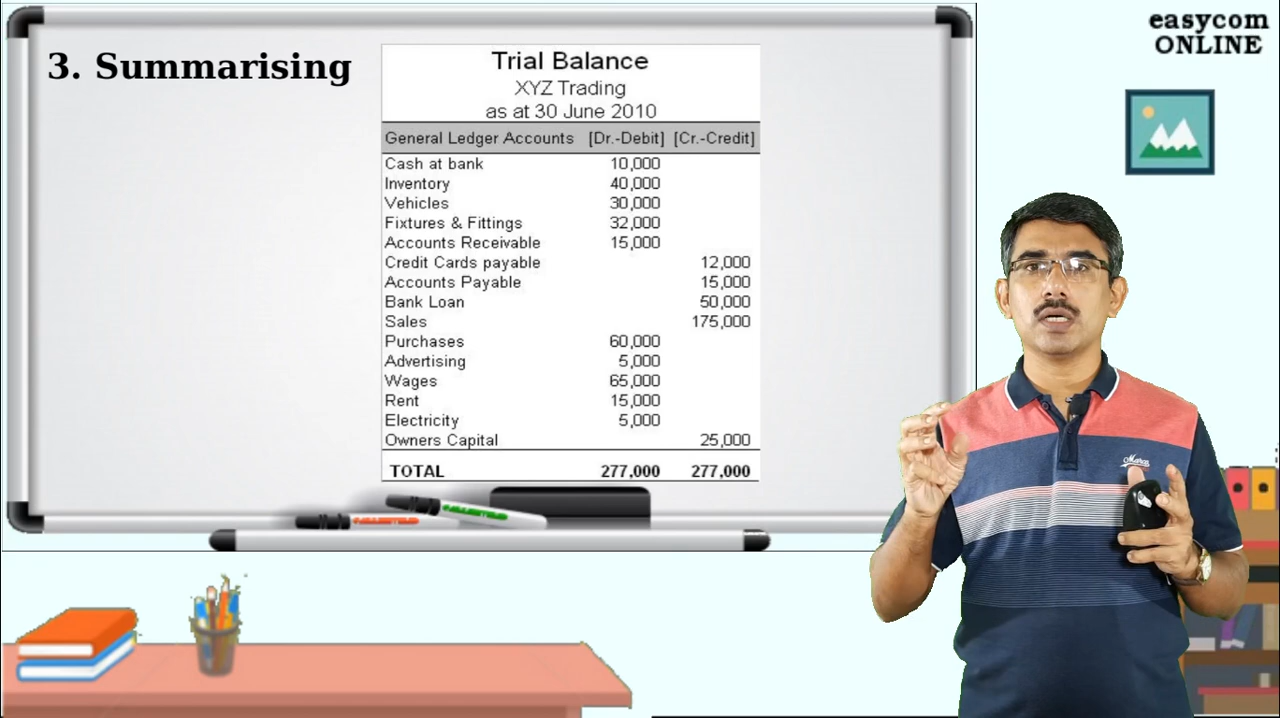 easycom
ONLINE
3. Summarising
Trial Balance
XYZ Trading
as at 30 June 2010
General Ledger Accounts [Dr.-Debit] [Cr.-Credit]
Cash at bank 10,000
Inventory 40,000
Vehicles 30,000
Fixtures & Fittings 32,000
Accounts Receivable 15,000
Credit Cards payable 12,000
Accounts Payable 15,000
Bank Loan 50,000
Sales 175,000
Purchases 60,000
Advertising 5,000
Wages 65,000
Rent 15,000
Electricity 5,000
Owners Capital 25,000
TOTAL 277,000 277,000